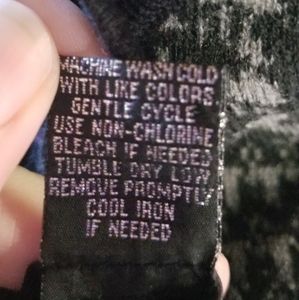 MACHINE WASH COLD
WITH LIKE COLORS
GENTLE CYCLE
USE NON-CHLORINE
BLEACH IF NEEDED
TUMBLE DRY LOW
REMOVE PROMPTLY
COOL IRON
IF NEEDED